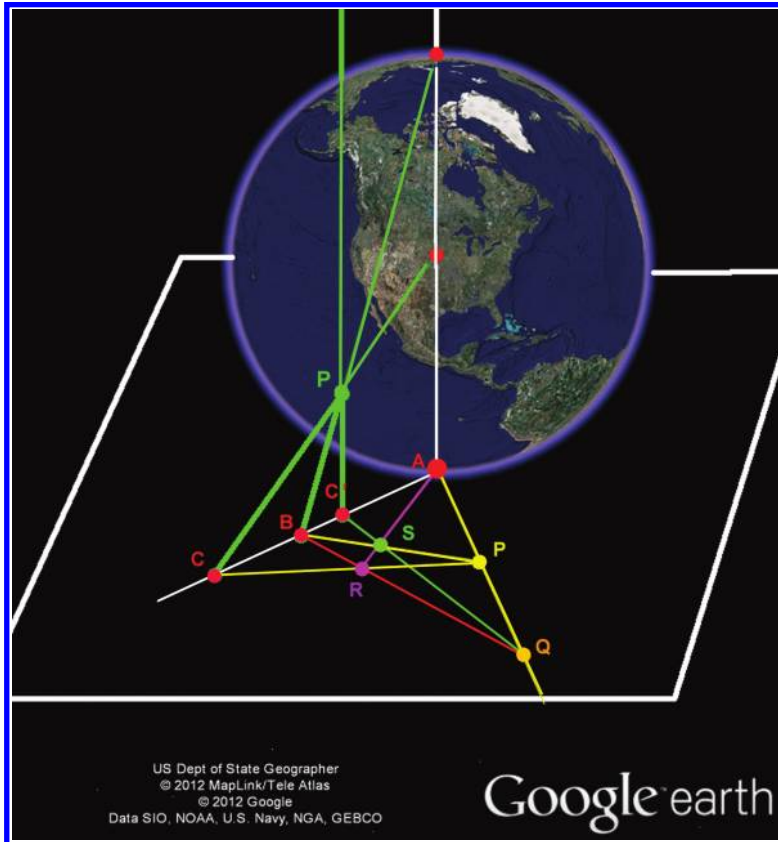 P
A
C'
B
S
C
P
R
Q
US Dept of State Geographer
© 2012 MapLink/Tele Atlas
© 2012 Google
Data SIO, NOAA, U.S. Navy, NGA, GEBCO
Google earth